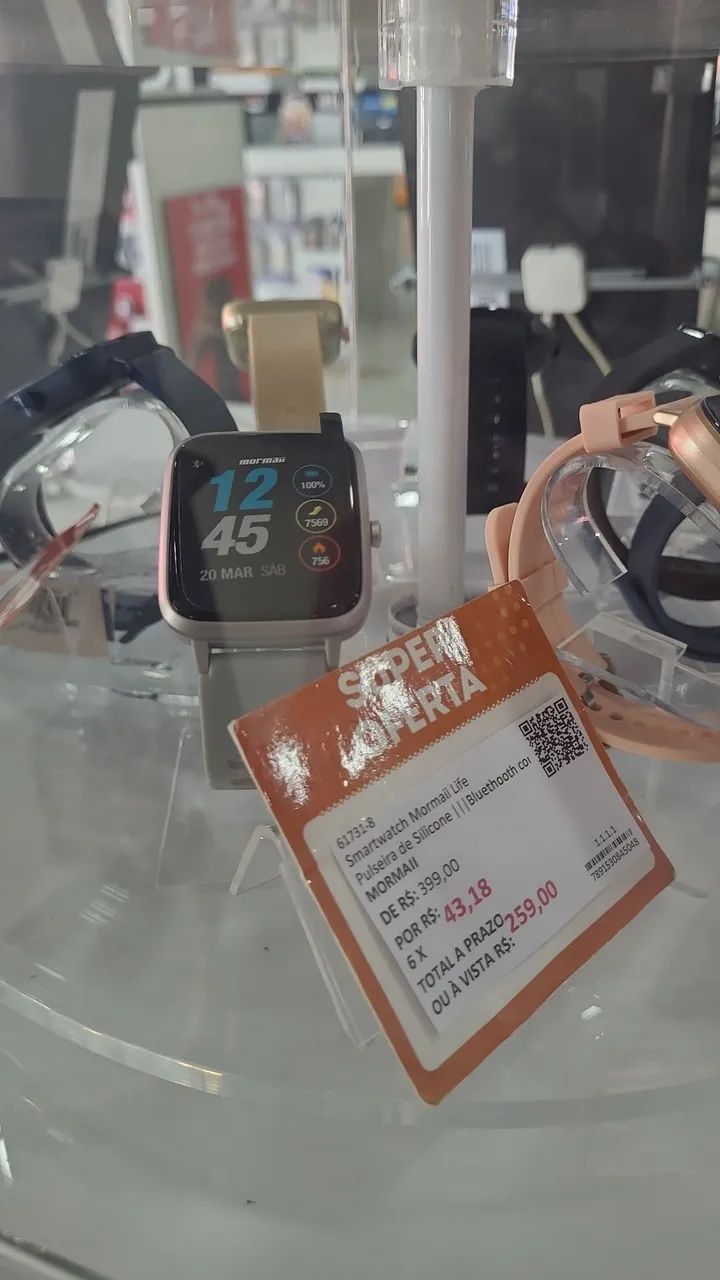 mormaii
12
45
20 MAR SÁB
100%
7569
756
SUPER
OFERTA
61731-8
Smartwatch Mormaii Life
Pulseira de Silicone |||Bluethooth co
MORMAII
DE R$: 399,00
POR R$: 43,18
6 X
TOTAL A PRAZO 259,00
OU À VISTA R$:
1.1.1.1
7891530845048